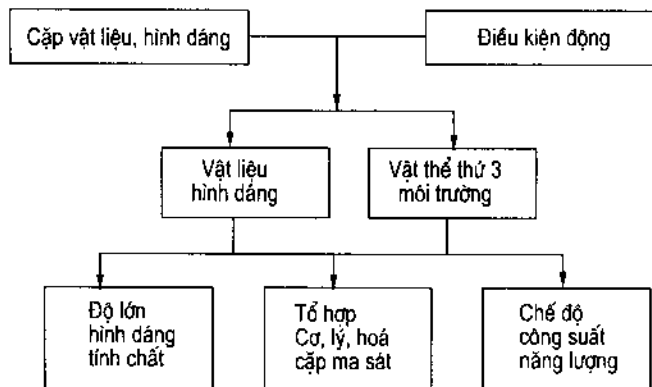 Cặp vật liệu, hình dáng
Điều kiện động
Vật liệu
hình dáng
Vật thể thứ 3
môi trường
Độ lớn
hình dáng
tính chất
Tổ hợp
Cơ, lý, hoá
cặp ma sát
Chế độ
công suất
năng lượng